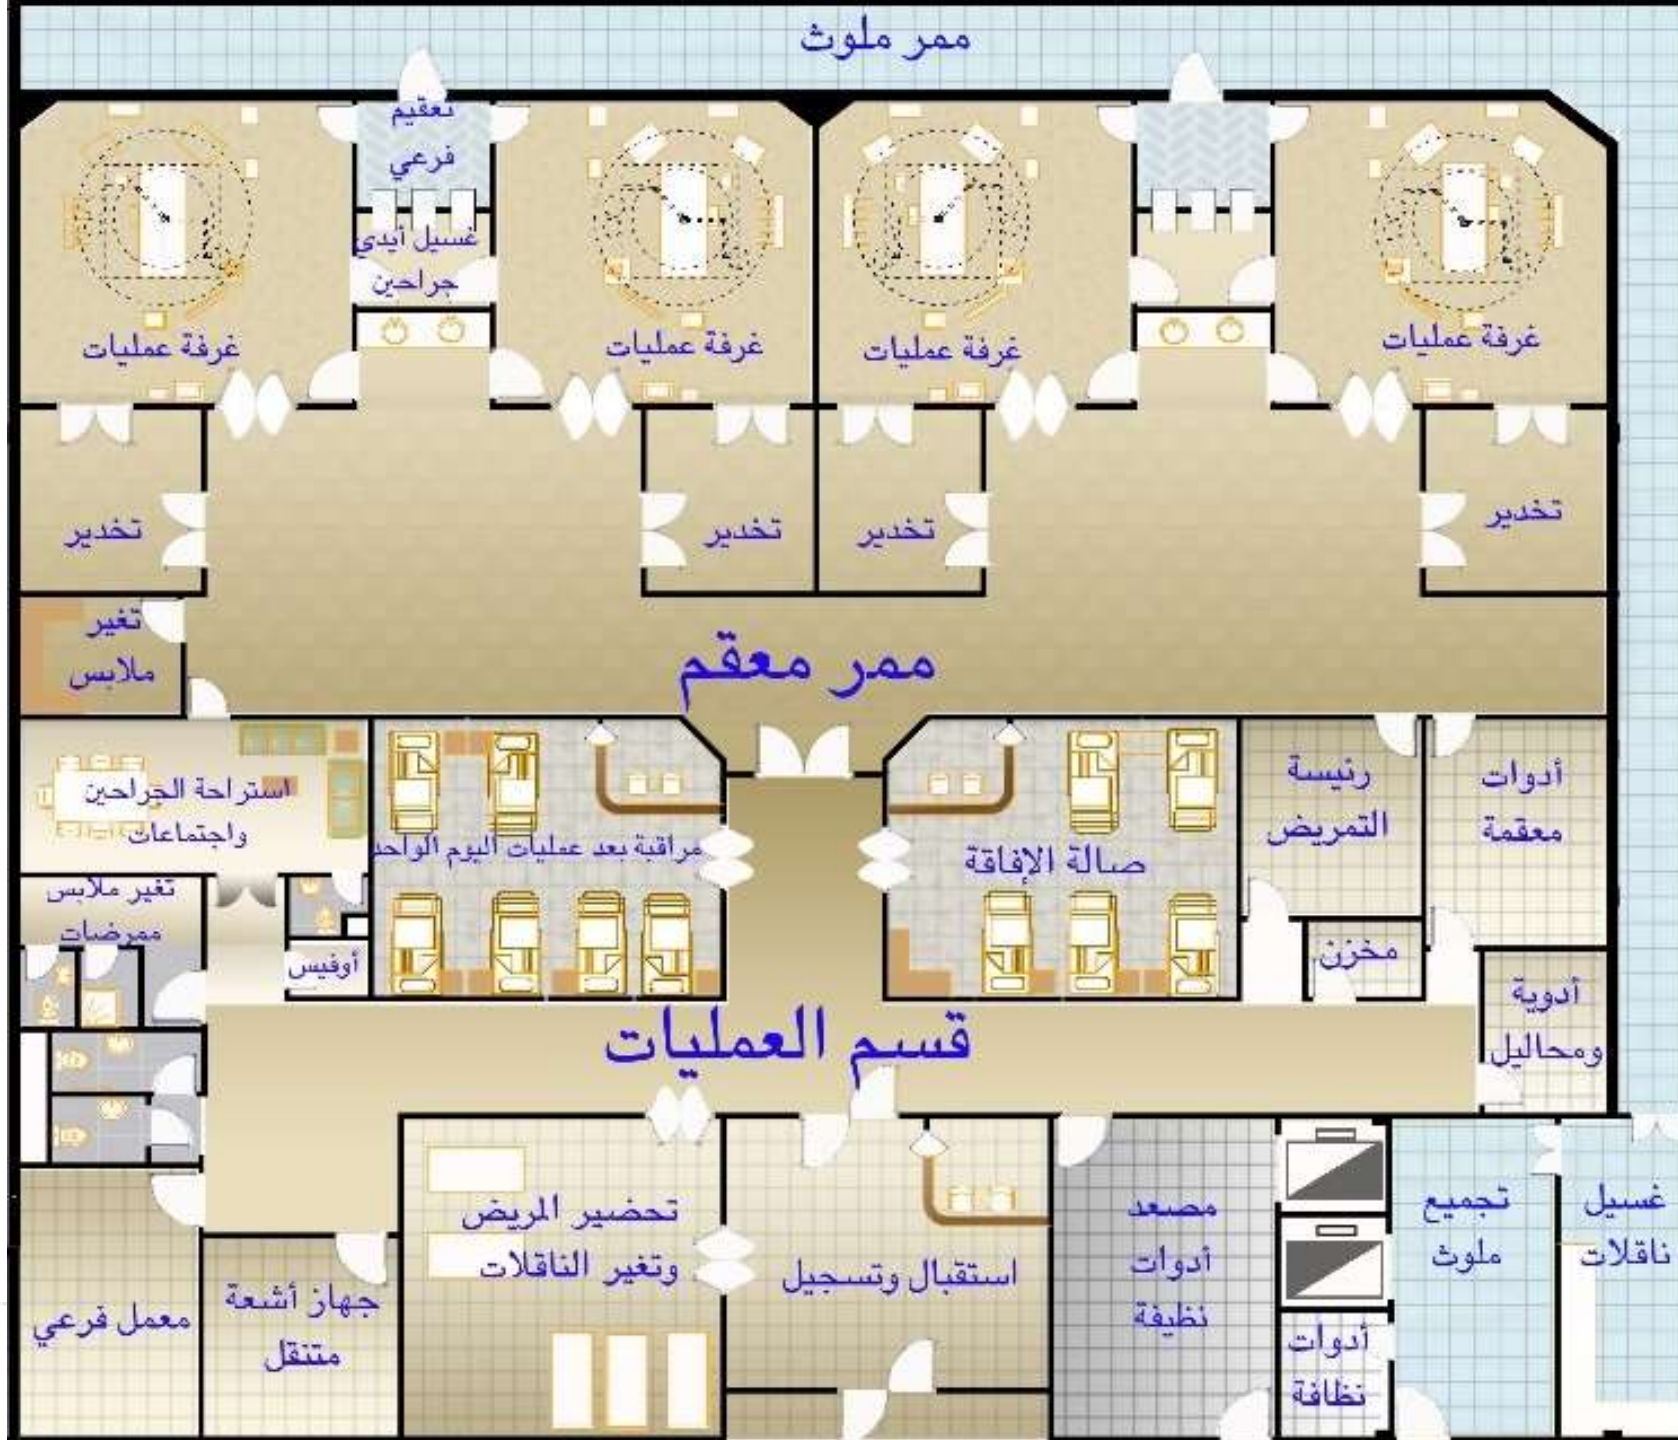 ممر ملوث
تعقيم
فرعي
غسيل أيدي
جراحين
غرفة عمليات
غرفة عمليات
غرفة عمليات
غرفة عمليات
تخدير
تخدير
تخدير
تخدير
تغير
ملابس
ممر معقم
استراحة الجراحين
واجتماعات
مراقبة بعد عمليات اليوم الواحد
صالة الإفاقة
رئيسة
التمريض
أدوات
معقمة
تغير ملابس
ممرضات
أوفيس
مخزن
أدوية
ومحاليل
قسم العمليات
معمل فرعي
جهاز أشعة
متنقل
تحضير المريض
وتغير الناقلات
استقبال وتسجيل
مصعد
أدوات
نظيفة
أدوات
نظافة
تجميع
ملوث
غسيل
ناقلات